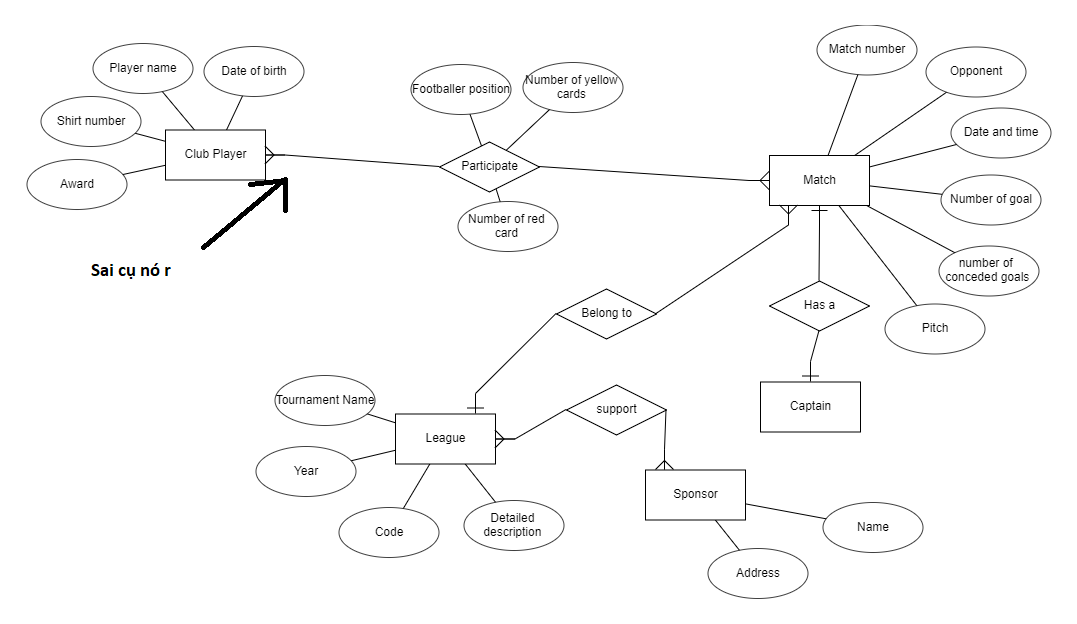 Match number
Player name
Date of birth
Opponent
Footballer position
Number of yellow
cards
Shirt number
Date and time
Club Player
Participate
Match
Award
Number of goal
Number of red
card
Sai cụ nó r
number of
conceded goals
Belong to
Has a
Pitch
Tournament Name
support
Captain
League
Year
Sponsor
Code
Detailed
description
Name
Address